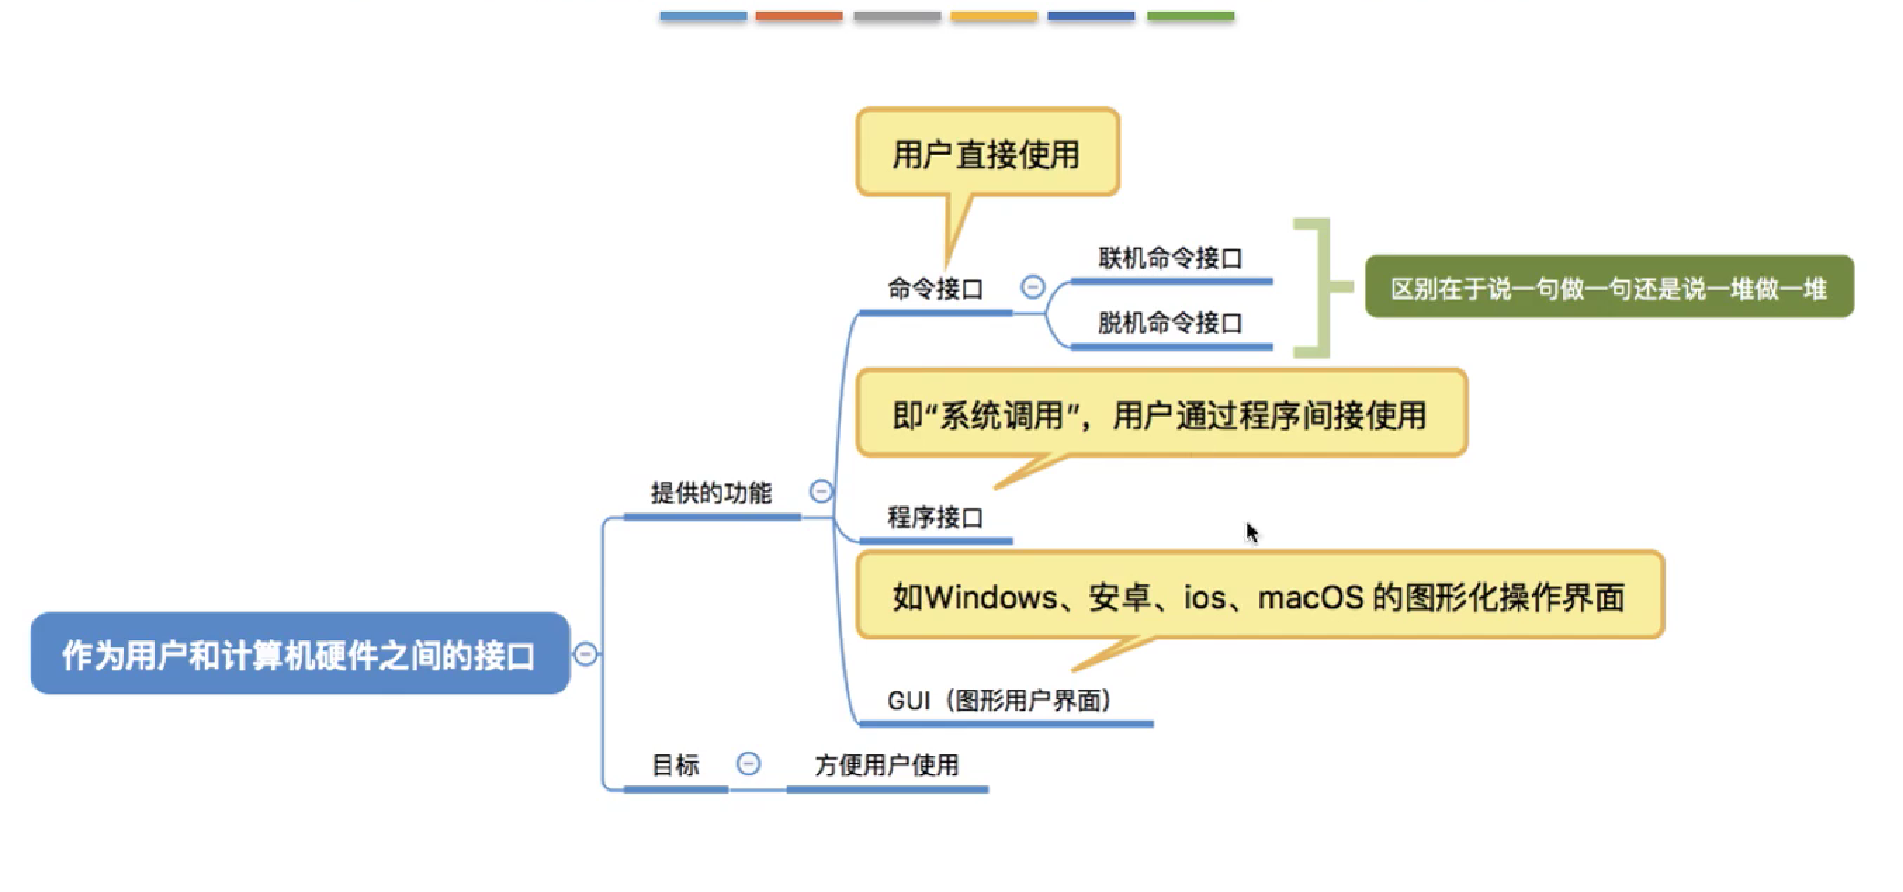 用户直接使用
命令接口
联机命令接口
脱机命令接口
区别在于说一句做一句还是说一堆做一堆
即“系统调用”，用户通过程序间接使用
提供的功能
程序接口
如Windows、安卓、ios、macOS 的图形化操作界面
作为用户和计算机硬件之间的接口
GUI（图形用户界面）
目标
方便用户使用